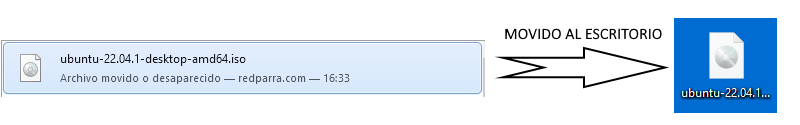 ubuntu-22.04.1-desktop-amd64.iso
Archivo movido o desaparecido — redparra.com — 16:33
MOVIDO AL ESCRITORIO
ubuntu-22.04.1...